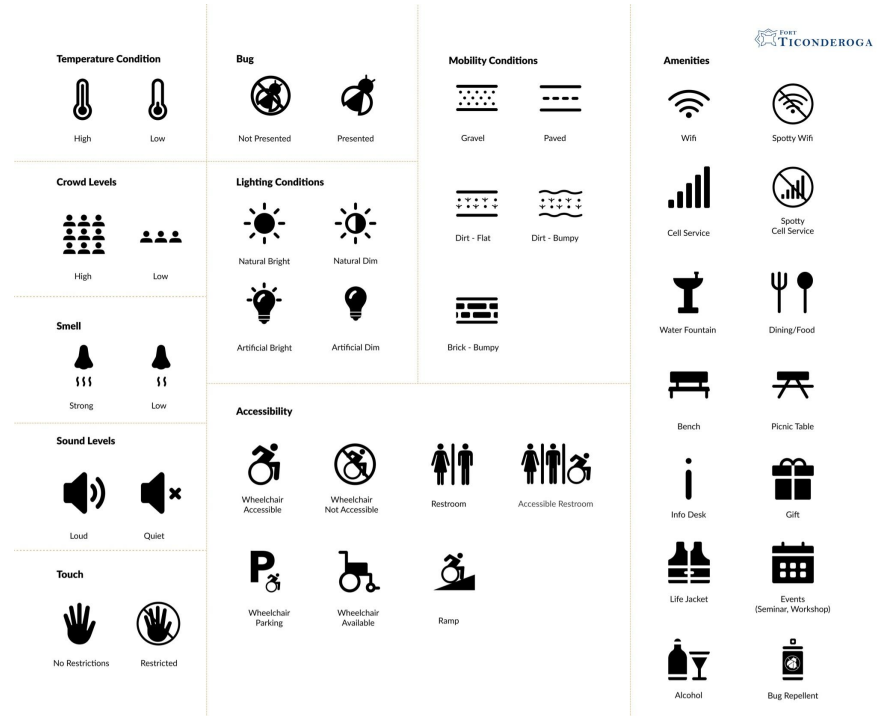 FORT
TICONDEROGA
Temperature Condition
High
Low
Crowd Levels
High
Low
Smell
Strong
Low
Sound Levels
Loud
Quiet
Touch
No Restrictions
Restricted
Bug
Not Presented
Presented
Lighting Conditions
Natural Bright
Natural Dim
Artificial Bright
Artificial Dim
Mobility Conditions
Gravel
Paved
Dirt - Flat
Dirt - Bumpy
Brick - Bumpy
Accessibility
Wheelchair
Accessible
Wheelchair
Not Accessible
Restroom
Accessible Restroom
P
Wheelchair
Parking
Wheelchair
Available
Ramp
Amenities
Wifi
Spotty Wifi
Cell Service
Spotty
Cell Service
Water Fountain
Dining/Food
Bench
Picnic Table
Info Desk
Gift
Life Jacket
Events
(Seminar, Workshop)
Alcohol
Bug Repellent